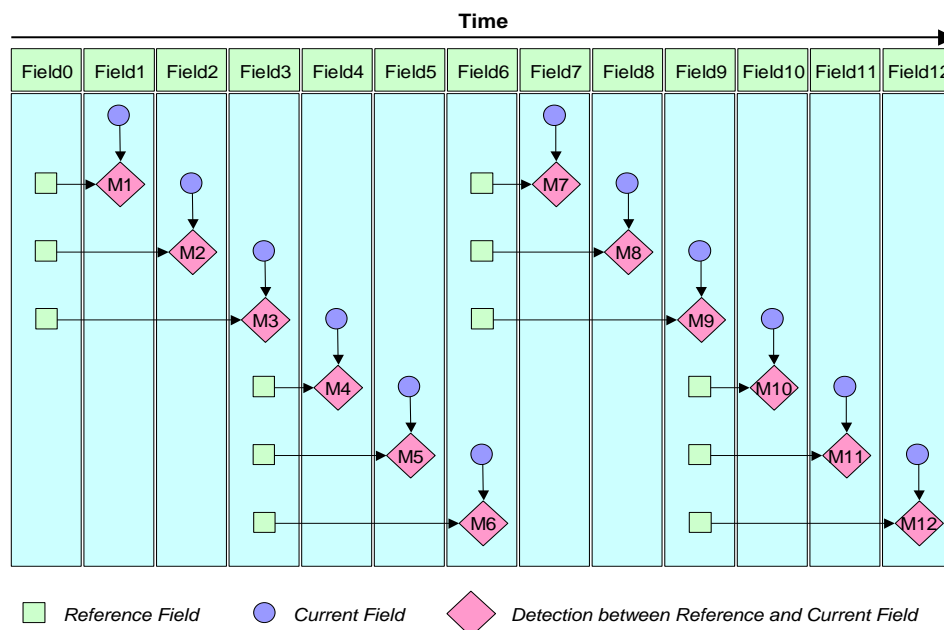 Time
Field0 Field1 Field2 Field3 Field4 Field5 Field6 Field7 Field8 Field9 Field10 Field11 Field12
M1 M7
M2 M8
M3 M9
M4 M10
M5 M11
M6 M12
Reference Field Current Field Detection between Reference and Current Field